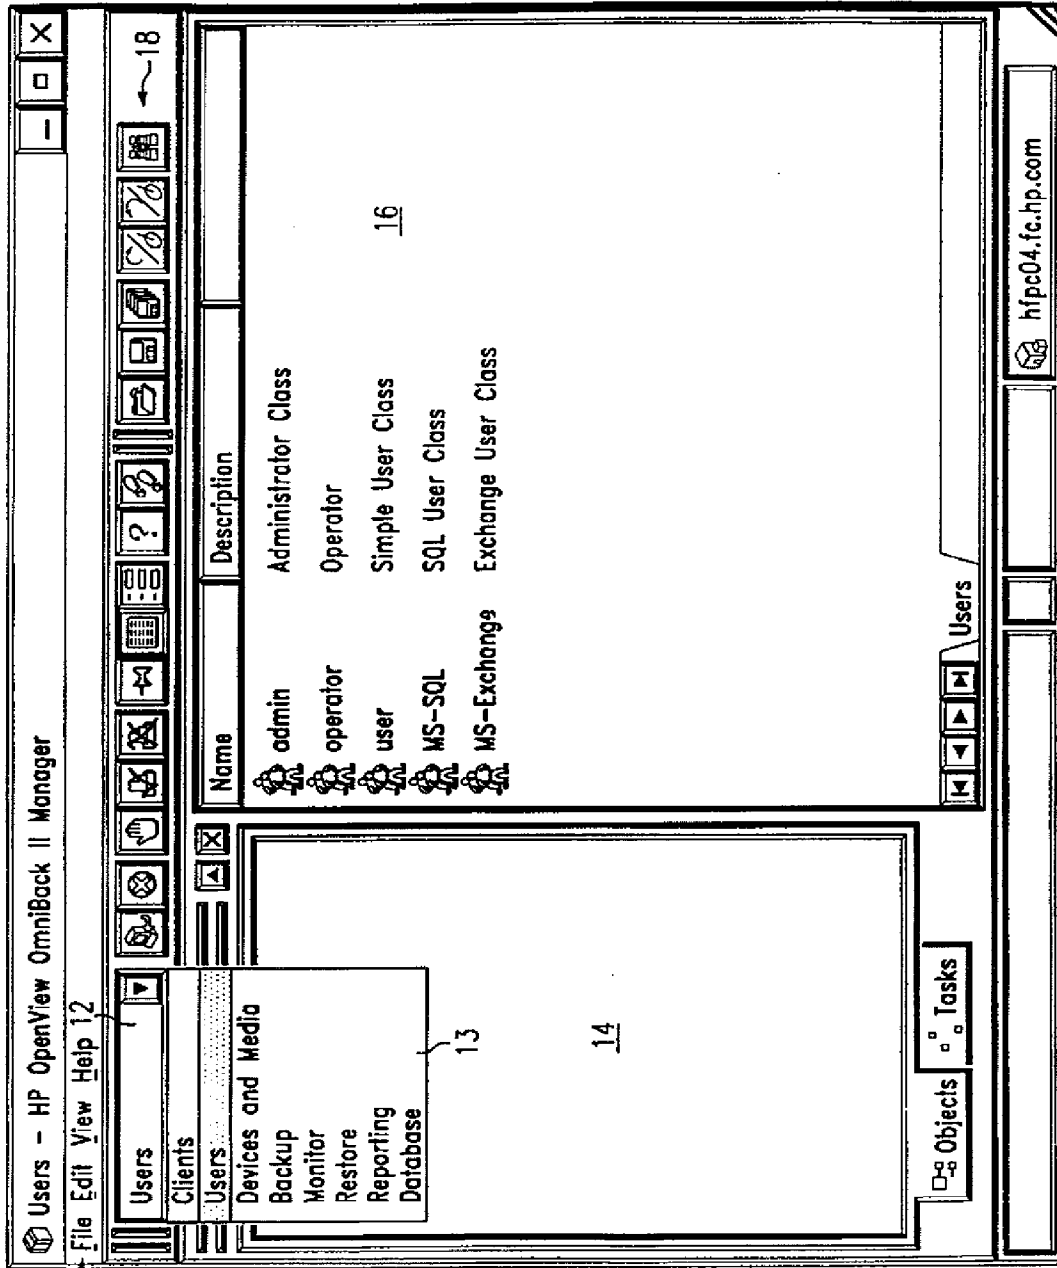 Users - HP OpenView OmniBack II Manager
File Edit View Help 12
Users
18
Clients
Users
Devices and Media
Backup
Monitor
Restore
Reporting
Database
13
14
Objects
Tasks
Name Description
admin Administrator Class
operator Operator
user Simple User Class
MS-SQL SQL User Class
MS-Exchange Exchange User Class
16
Users
hfpc04.fc.hp.com